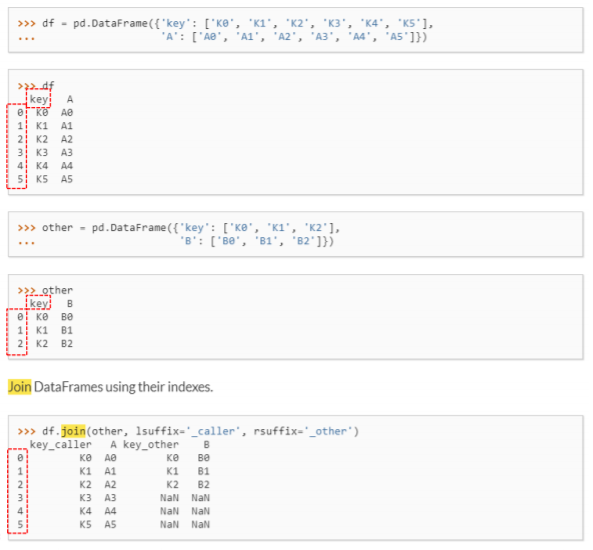 >>> df = pd.DataFrame({'key': ['K0', 'K1', 'K2', 'K3', 'K4', 'K5'],
...                    'A': ['A0', 'A1', 'A2', 'A3', 'A4', 'A5']})
>>> df
  key   A
0  K0  A0
1  K1  A1
2  K2  A2
3  K3  A3
4  K4  A4
5  K5  A5
>>> other = pd.DataFrame({'key': ['K0', 'K1', 'K2'],
...                       'B': ['B0', 'B1', 'B2']})
>>> other
  key   B
0  K0  B0
1  K1  B1
2  K2  B2
Join DataFrames using their indexes.
>>> df.join(other, lsuffix='_caller', rsuffix='_other')
  key_caller   A key_other    B
0         K0  A0        K0   B0
1         K1  A1        K1   B1
2         K2  A2        K2   B2
3         K3  A3       NaN  NaN
4         K4  A4       NaN  NaN
5         K5  A5       NaN  NaN